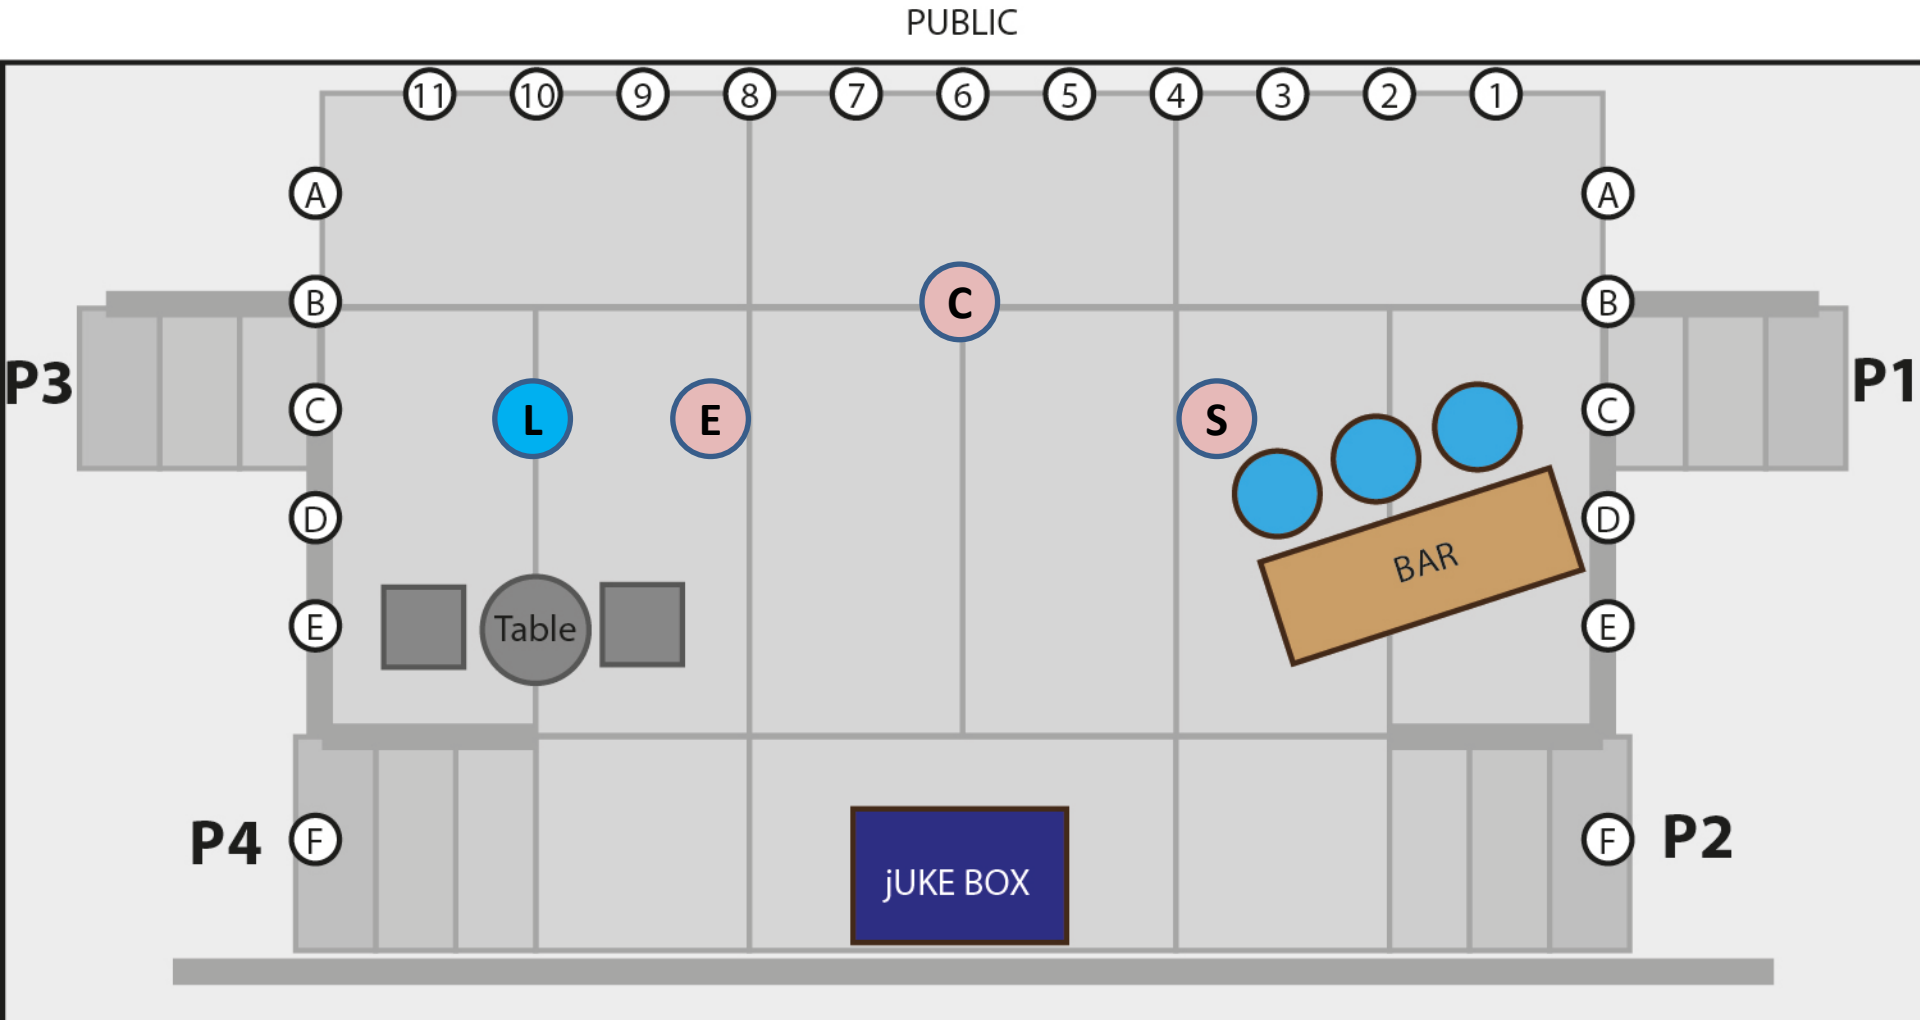 PUBLIC
11 10 9 8 7 6 5 4 3 2 1
A A
B C B
P3 P1
C L E S C
D D
BAR
E Table E
P4 F F P2
jUKE BOX